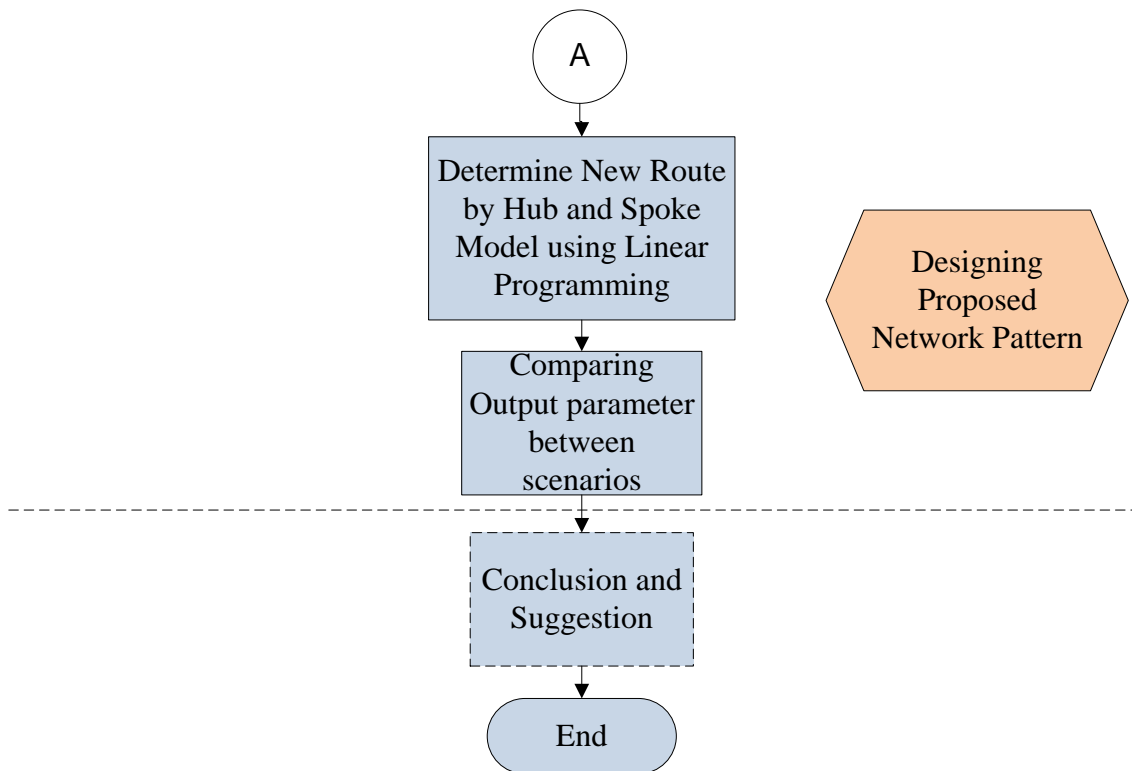 A
Determine New Route
by Hub and Spoke
Model using Linear
Programming
Designing
Proposed
Network Pattern
Comparing
Output parameter
between
scenarios
Conclusion and
Suggestion
End